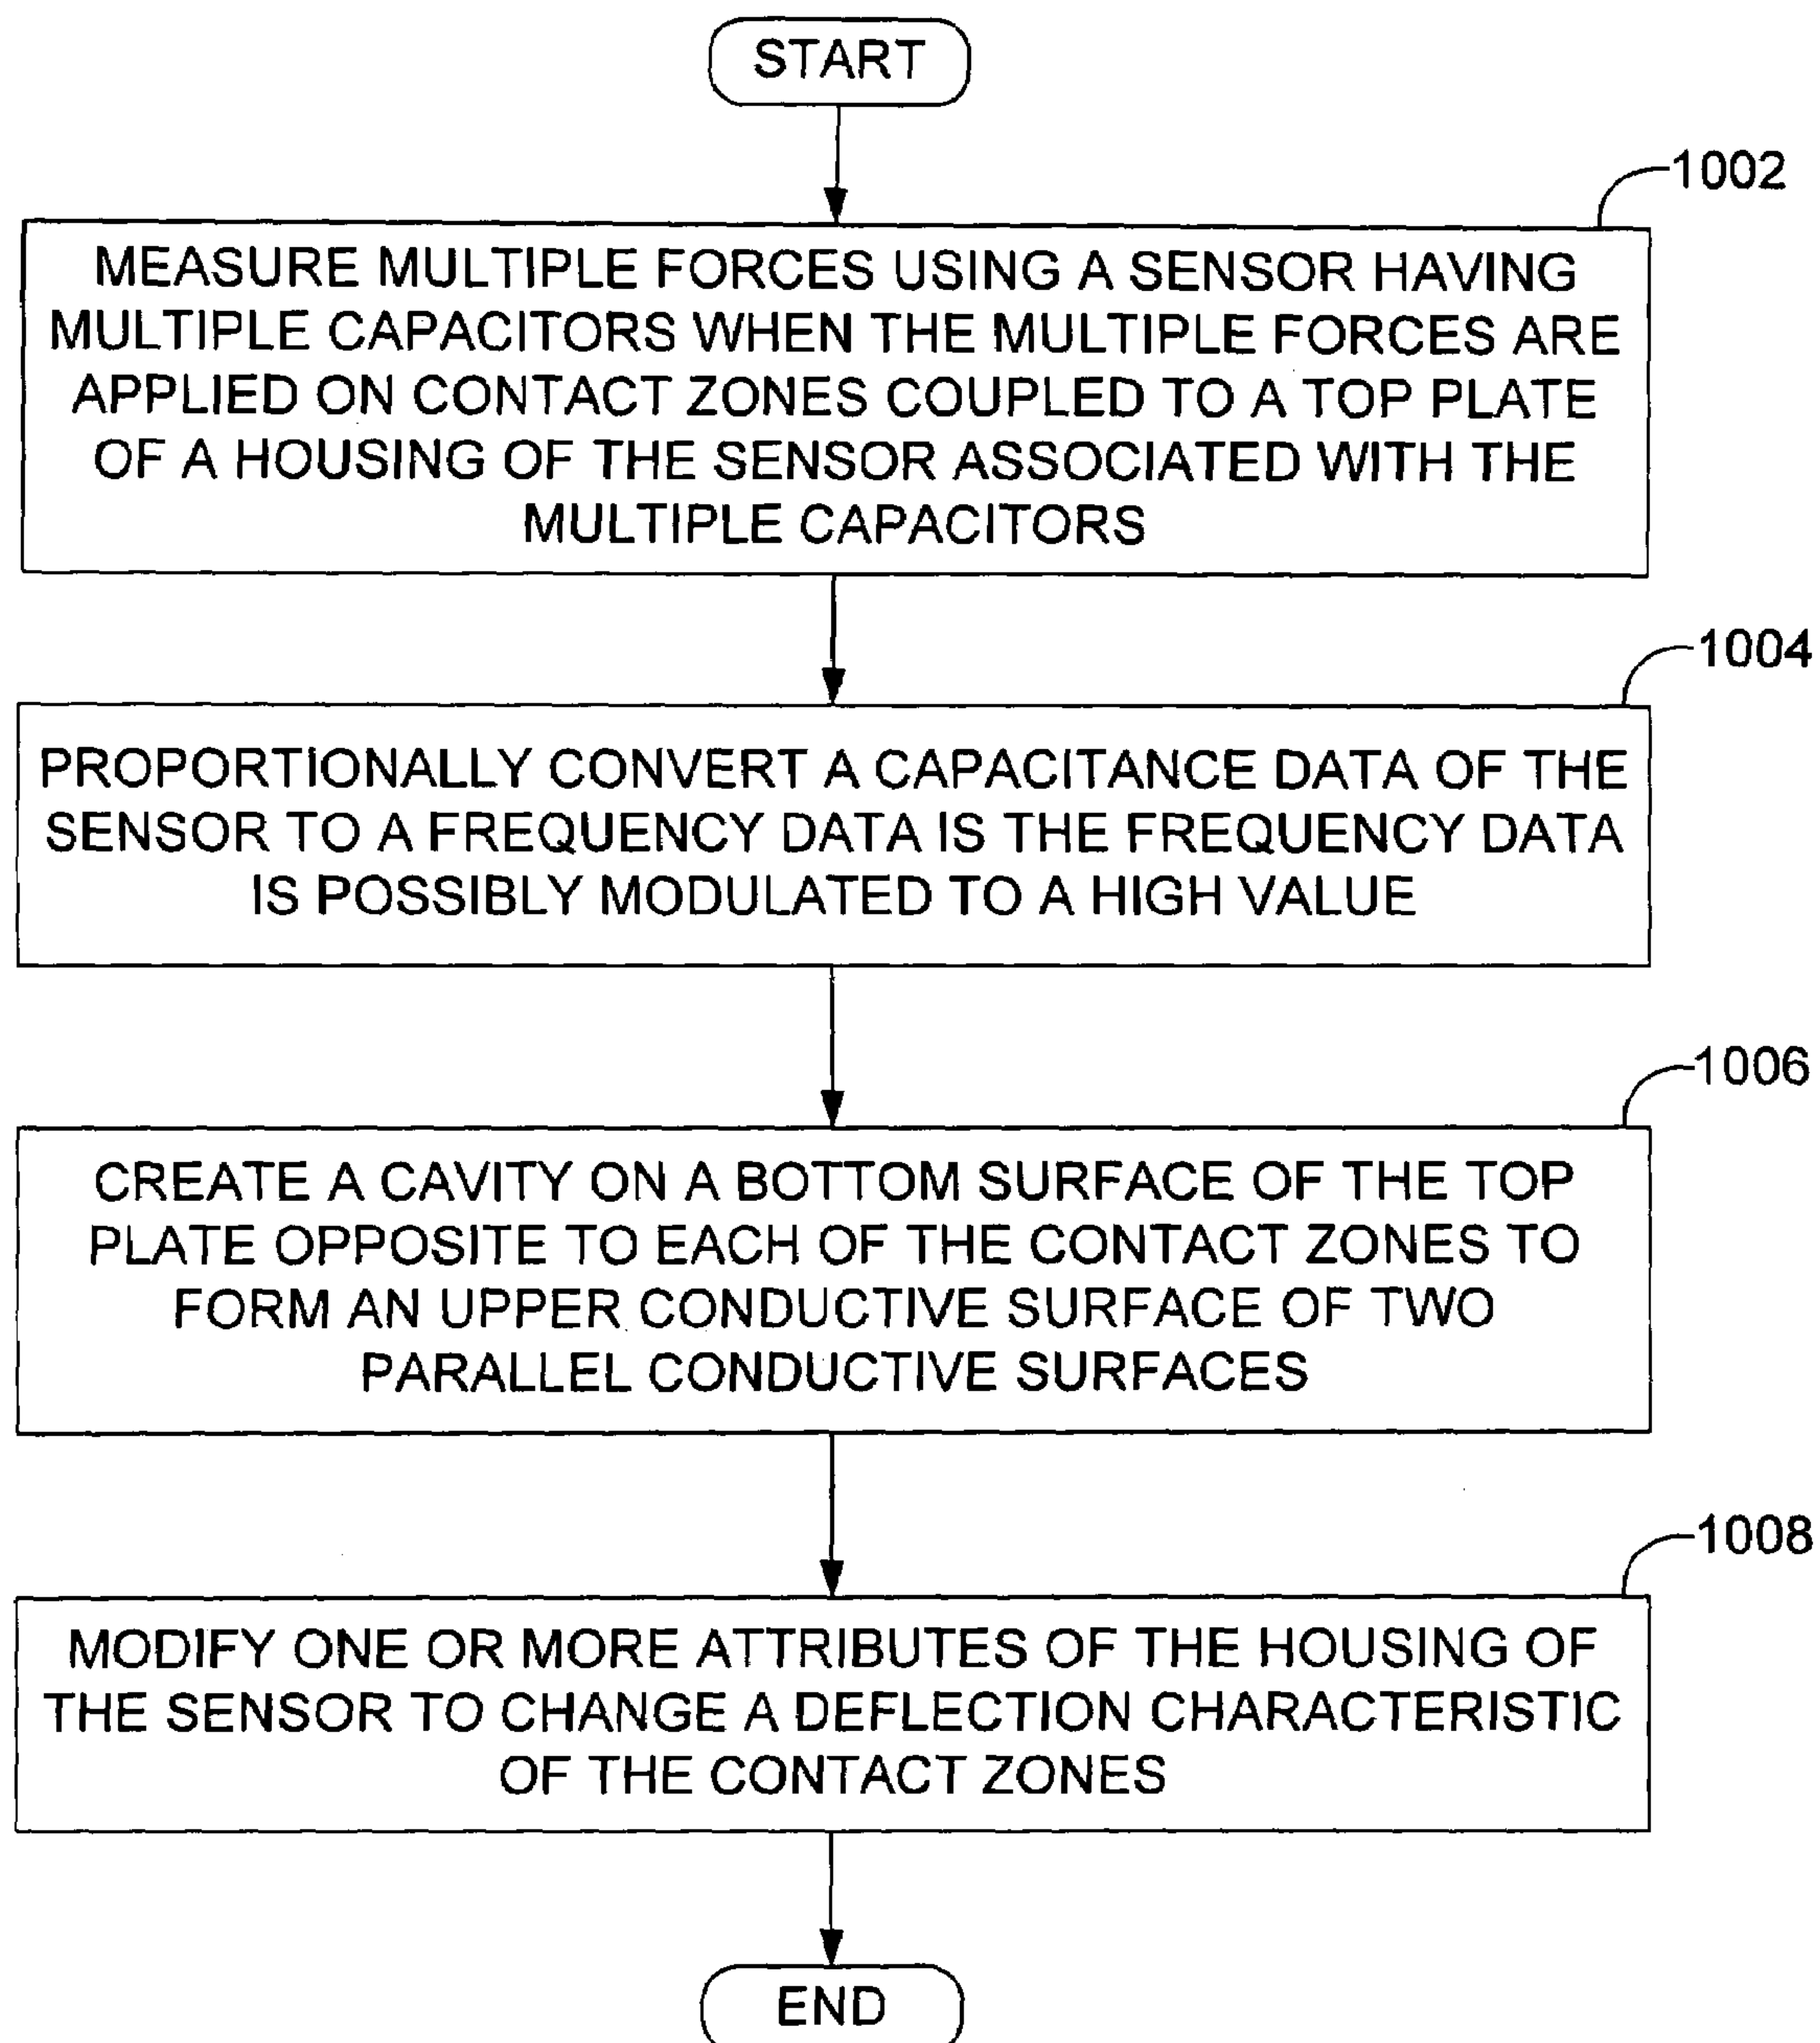 START
1002
MEASURE MULTIPLE FORCES USING A SENSOR HAVING
MULTIPLE CAPACITORS WHEN THE MULTIPLE FORCES ARE
APPLIED ON CONTACT ZONES COUPLED TO A TOP PLATE
OF A HOUSING OF THE SENSOR ASSOCIATED WITH THE
MULTIPLE CAPACITORS
1004
PROPORTIONALLY CONVERT A CAPACITANCE DATA OF THE
SENSOR TO A FREQUENCY DATA IS THE FREQUENCY DATA
IS POSSIBLY MODULATED TO A HIGH VALUE
1006
CREATE A CAVITY ON A BOTTOM SURFACE OF THE TOP
PLATE OPPOSITE TO EACH OF THE CONTACT ZONES TO
FORM AN UPPER CONDUCTIVE SURFACE OF TWO
PARALLEL CONDUCTIVE SURFACES
1008
MODIFY ONE OR MORE ATTRIBUTES OF THE HOUSING OF
THE SENSOR TO CHANGE A DEFLECTION CHARACTERISTIC
OF THE CONTACT ZONES
END